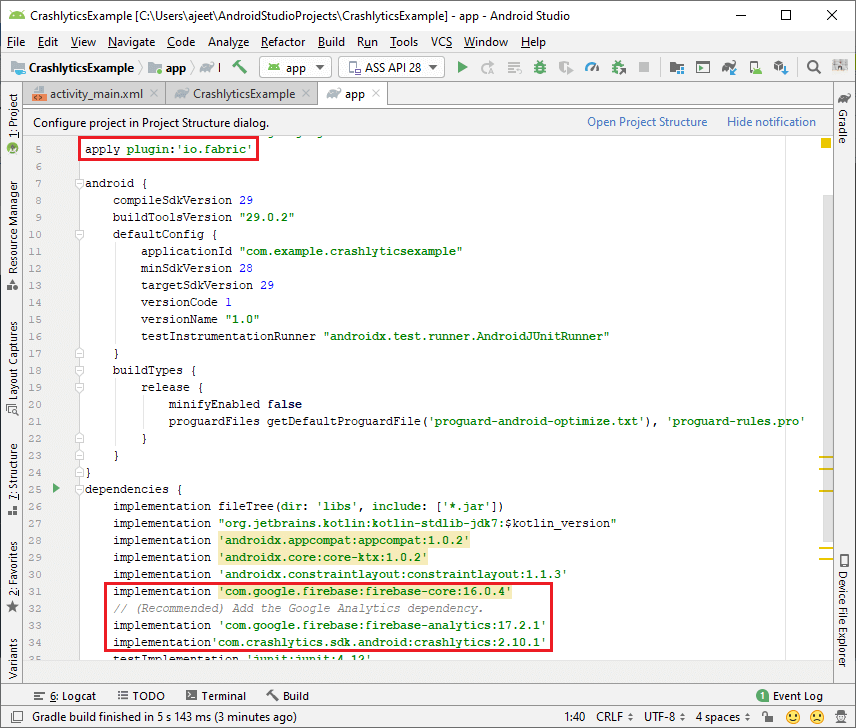 CrashlyticsExample [C:\Users\ajeet\AndroidStudioProjects\CrashlyticsExample] - app - Android Studio
File Edit View Navigate Code Analyze Refactor Build Run Tools VCS Window Help
CrashlyticsExample app app ASS API 28
activity_main.xml CrashlyticsExample app
Configure project in Project Structure dialog. Open Project Structure Hide notification
5 apply plugin:'io.fabric'
6
7 android {
8 compileSdkVersion 29
9 buildToolsVersion "29.0.2"
10 defaultConfig {
11 applicationId "com.example.crashlyticsexample"
12 minSdkVersion 28
13 targetSdkVersion 29
14 versionCode 1
15 versionName "1.0"
16 testInstrumentationRunner "androidx.test.runner.AndroidJUnitRunner"
17 }
18 buildTypes {
19 release {
20 minifyEnabled false
21 proguardFiles getDefaultProguardFile('proguard-android-optimize.txt'), 'proguard-rules.pro'
22 }
23 }
24 }
25 dependencies {
26 implementation fileTree(dir: 'libs', include: ['*.jar'])
27 implementation "org.jetbrains.kotlin:kotlin-stdlib-jdk7:$kotlin_version"
28 implementation 'androidx.appcompat:appcompat:1.0.2'
29 implementation 'androidx.core:core-ktx:1.0.2'
30 implementation 'androidx.constraintlayout:constraintlayout:1.1.3'
31 implementation 'com.google.firebase:firebase-core:16.0.4'
32 // (Recommended) Add the Google Analytics dependency.
33 implementation 'com.google.firebase:firebase-analytics:17.2.1'
34 implementation'com.crashlytics.sdk.android:crashlytics:2.10.1'
35 testImplementation 'junit:junit:4.12'
1: Project
Resource Manager
Layout Captures
7: Structure
2: Favorites
Variants
Gradle
Device File Explorer
6: Logcat TODO Terminal Build 1 Event Log
Gradle build finished in 5 s 143 ms (3 minutes ago) 1:40 CRLF UTF-8 4 spaces